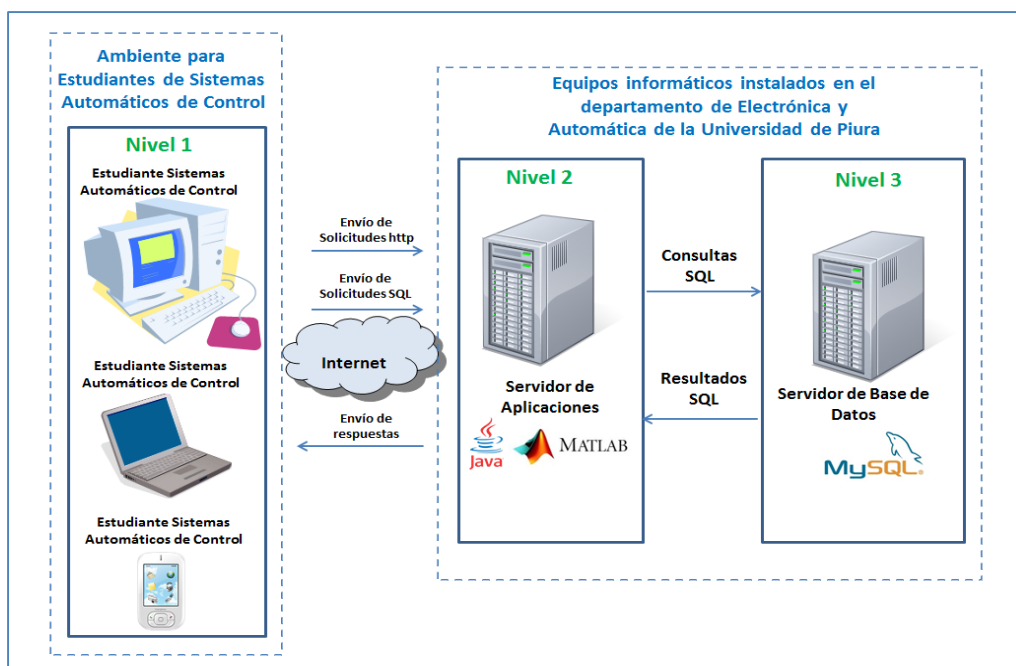 Ambiente para
Estudiantes de Sistemas
Automáticos de Control
Nivel 1
Estudiante Sistemas
Automáticos de Control
Estudiante Sistemas
Automáticos de Control
Estudiante Sistemas
Automáticos de Control
Envío de
Solicitudes http
Envío de
Solicitudes SQL
Internet
Envío de
respuestas
Equipos informáticos instalados en el
departamento de Electrónica y
Automática de la Universidad de Piura
Nivel 2
Servidor de
Aplicaciones
Java
MATLAB
Consultas
SQL
Resultados
SQL
Nivel 3
Servidor de Base de
Datos
MySQL®